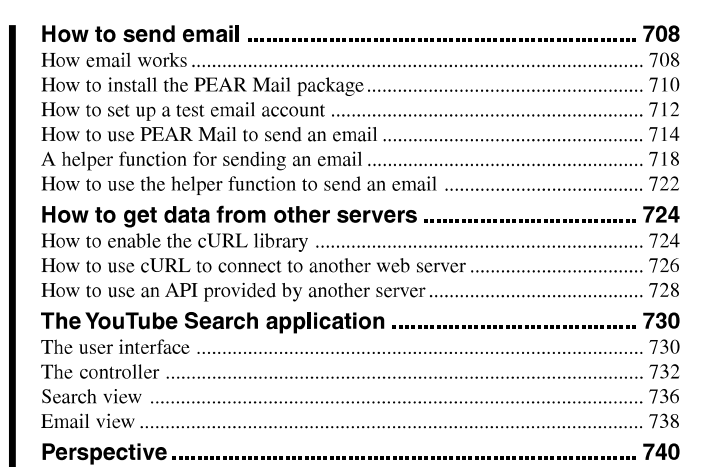 How to send email ................................................ 708
How email works ................................................ 708
How to install the PEAR Mail package ................................................ 710
How to set up a test email account ................................................ 712
How to use PEAR Mail to send an email ................................................ 714
A helper function for sending an email ................................................ 718
How to use the helper function to send an email ................................................ 722
How to get data from other servers ................................................ 724
How to enable the cURL library ................................................ 724
How to use cURL to connect to another web server ................................................ 726
How to use an API provided by another server ................................................ 728
The YouTube Search application ................................................ 730
The user interface ................................................ 730
The controller ................................................ 732
Search view ................................................ 736
Email view ................................................ 738
Perspective ................................................ 740